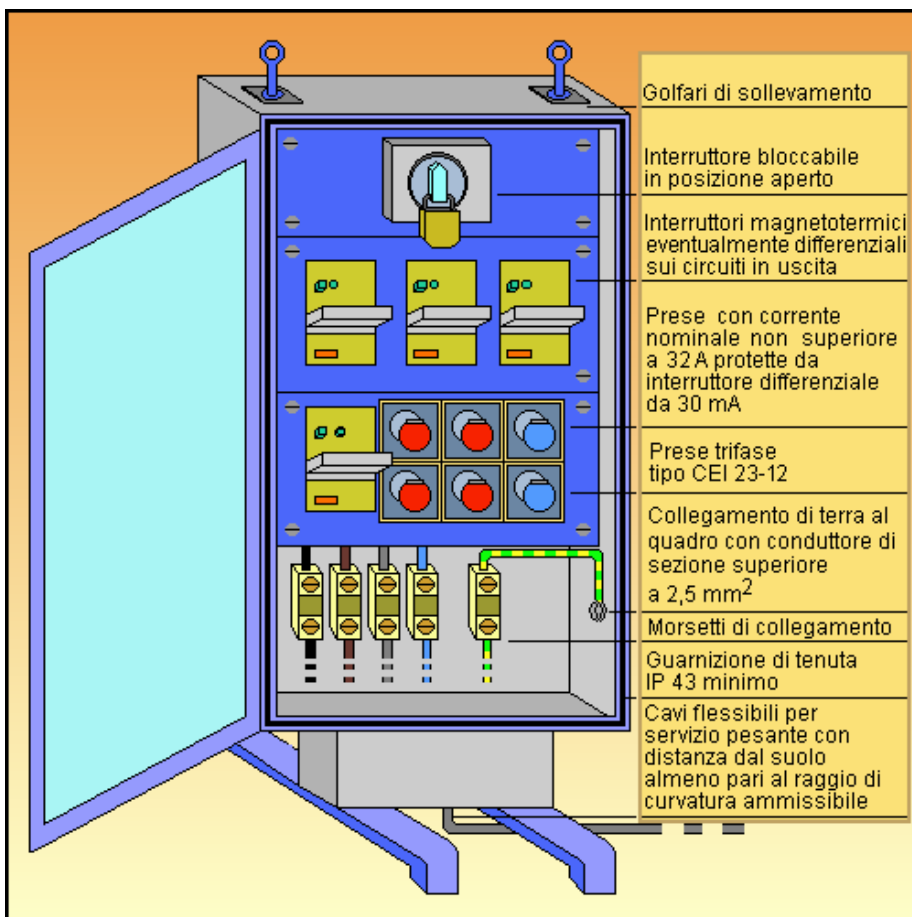 Golfari di sollevamento
Interruttore bloccabile
in posizione aperto
Interruttori magnetotermici
eventualmente differenziali
sui circuiti in uscita
Prese con corrente
nominale non superiore
a 32 A protette da
interruttore differenziale
da 30 mA
Prese trifase
tipo CEI 23-12
Collegamento di terra al
quadro con conduttore di
sezione superiore
a 2,5 mm²
Morsetti di collegamento
Guarnizione di tenuta
IP 43 minimo
Cavi flessibili per
servizio pesante con
distanza dal suolo
almeno pari al raggio di
curvatura ammissibile